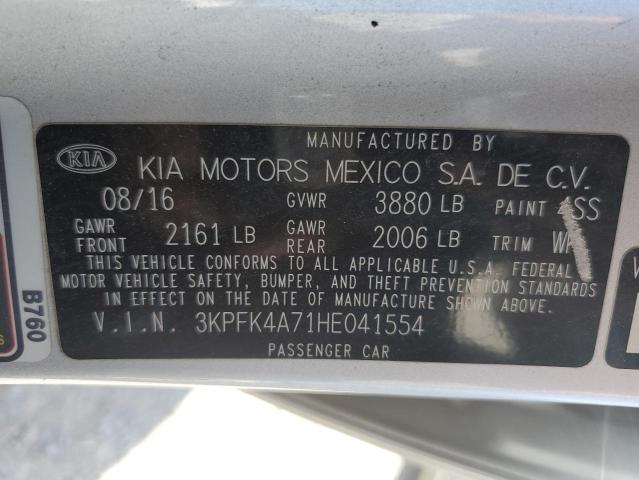 MANUFACTURED BY
KIA KIA MOTORS MEXICO S.A. DE C.V.
08/16 GVWR 3880 LB PAINT
GAWR FRONT 2161 LB GAWR REAR 2006 LB TRIM
THIS VEHICLE CONFORMS TO ALL APPLICABLE U.S.A. FEDERAL
MOTOR VEHICLE SAFETY, BUMPER, AND THEFT PREVENTION STANDARDS
IN EFFECT ON THE DATE OF MANUFACTURE SHOWN ABOVE.
V.I.N. 3KPFK4A71HE041554
PASSENGER CAR
B760